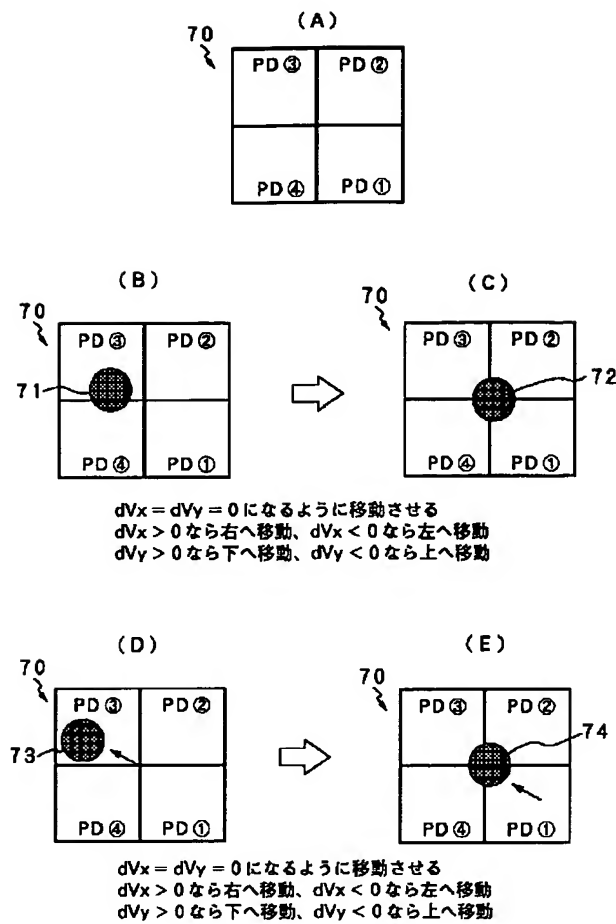 (A)
70
PD③ PD②
PD④ PD①
(B)
70
PD③ PD②
71
PD④ PD①
(C)
70
PD③ PD②
72
PD④ PD①
dVx=dVy=0になるように移動させる
dVx>0なら右へ移動、dVx<0なら左へ移動
dVy>0なら下へ移動、dVy<0なら上へ移動
(D)
70
PD③ PD②
73
PD④ PD①
(E)
70
PD③ PD②
74
PD④ PD①
dVx=dVy=0になるように移動させる
dVx>0なら右へ移動、dVx<0なら左へ移動
dVy>0なら下へ移動、dVy<0なら上へ移動